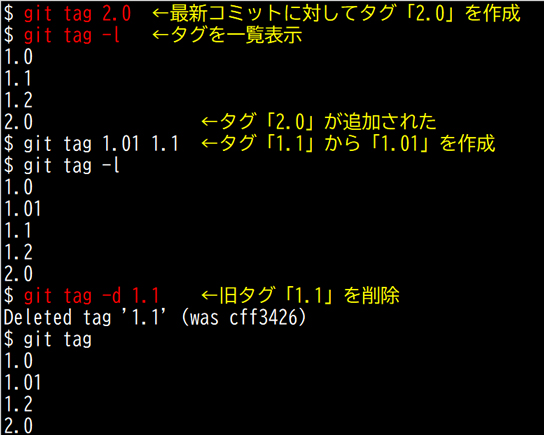 $ git tag 2.0 ←最新コミットに対してタグ「2.0」を作成
$ git tag -l ←タグを一覧表示
1.0
1.1
1.2
2.0 ←タグ「2.0」が追加された
$ git tag 1.01 1.1 ←タグ「1.1」から「1.01」を作成
$ git tag -l
1.0
1.01
1.1
1.2
2.0
$ git tag -d 1.1 ←旧タグ「1.1」を削除
Deleted tag '1.1' (was cff3426)
$ git tag
1.0
1.01
1.2
2.0